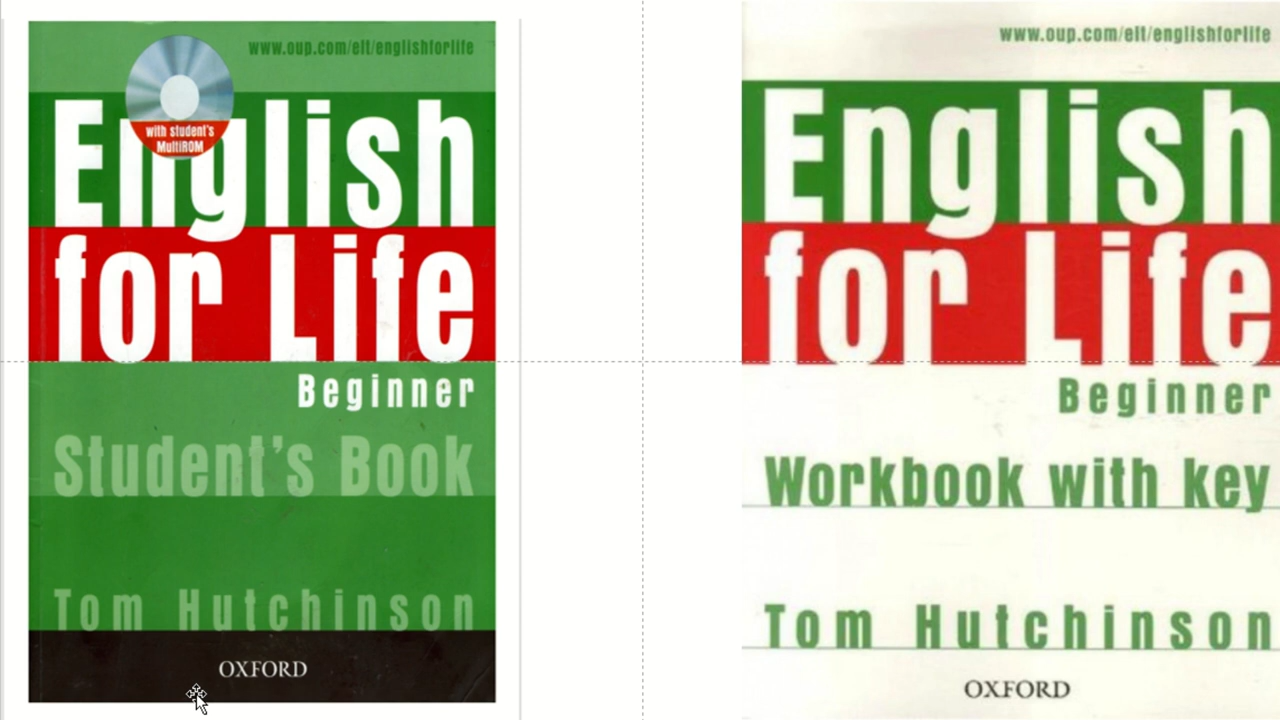 www.oup.com/elt/englishforlife
with student's
MultiROM
English
for Life
Beginner
Student's Book
Tom Hutchinson
OXFORD
www.oup.com/elt/englishforlife
English
for Life
Beginner
Workbook with key
Tom Hutchinson
OXFORD